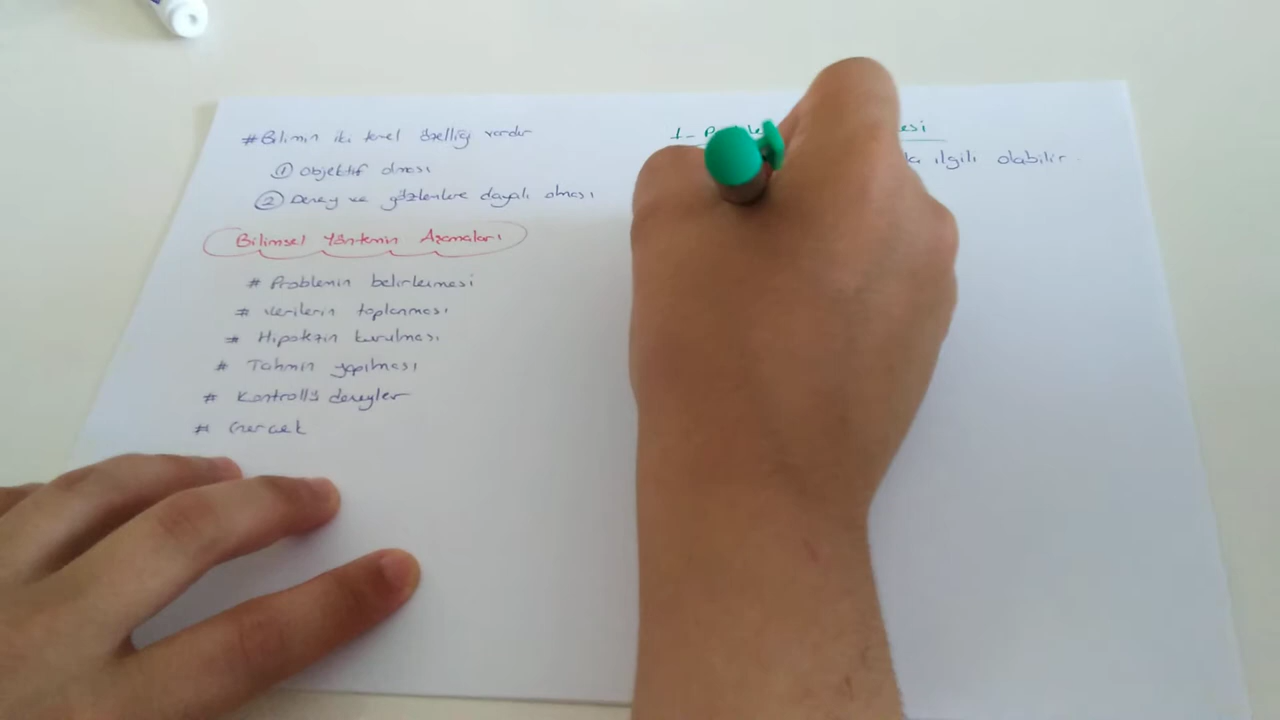 #Bilimin iki temel özelliği vardır
① Objektif olması
② Deney ve gözlemlere dayalı olması
Bilimsel Yöntemin Aşamaları
# Problemin belirlenmesi
# Verilerin toplanması
# Hipotezin kurulması
# Tahmin yapılması
# Kontrollü deneyler
# Gerçek
1-
ilgili olabilir.